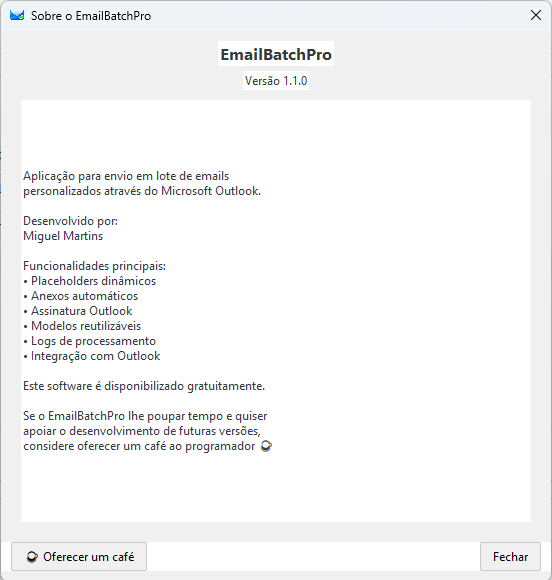 Sobre o EmailBatchPro
EmailBatchPro
Versão 1.1.0
Aplicação para envio em lote de emails
personalizados através do Microsoft Outlook.
Desenvolvido por:
Miguel Martins
Funcionalidades principais:
• Placeholders dinâmicos
• Anexos automáticos
• Assinatura Outlook
• Modelos reutilizáveis
• Logs de processamento
• Integração com Outlook
Este software é disponibilizado gratuitamente.
Se o EmailBatchPro lhe poupar tempo e quiser
apoiar o desenvolvimento de futuras versões,
considere oferecer um café ao programador ☕
☕ Oferecer um café
Fechar